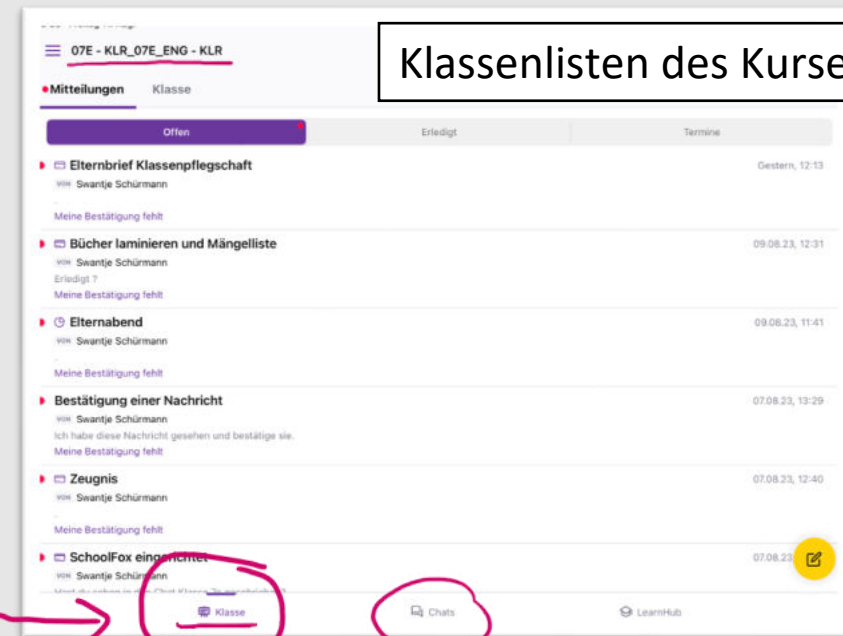 07E - KLR_07E_ENG - KLR
Klassenlisten des Kurse
Mitteilungen Klasse
Offen Erledigt Termine
Elternbrief Klassenpflegschaft Gestern, 12:13
VON Swantje Schürmann
Meine Bestätigung fehlt
Bücher laminieren und Mängelliste 09.08.23, 12:31
VON Swantje Schürmann
Erledigt ?
Meine Bestätigung fehlt
Elternabend 09.08.23, 11:41
VON Swantje Schürmann
Meine Bestätigung fehlt
Bestätigung einer Nachricht 07.08.23, 13:29
VON Swantje Schürmann
Ich habe diese Nachricht gesehen und bestätige sie.
Meine Bestätigung fehlt
Zeugnis 07.08.23, 12:40
VON Swantje Schürmann
Meine Bestätigung fehlt
SchoolFox eingerichtet 07.08.23
VON Swantje Schürmann
Klasse Chats LearnHub